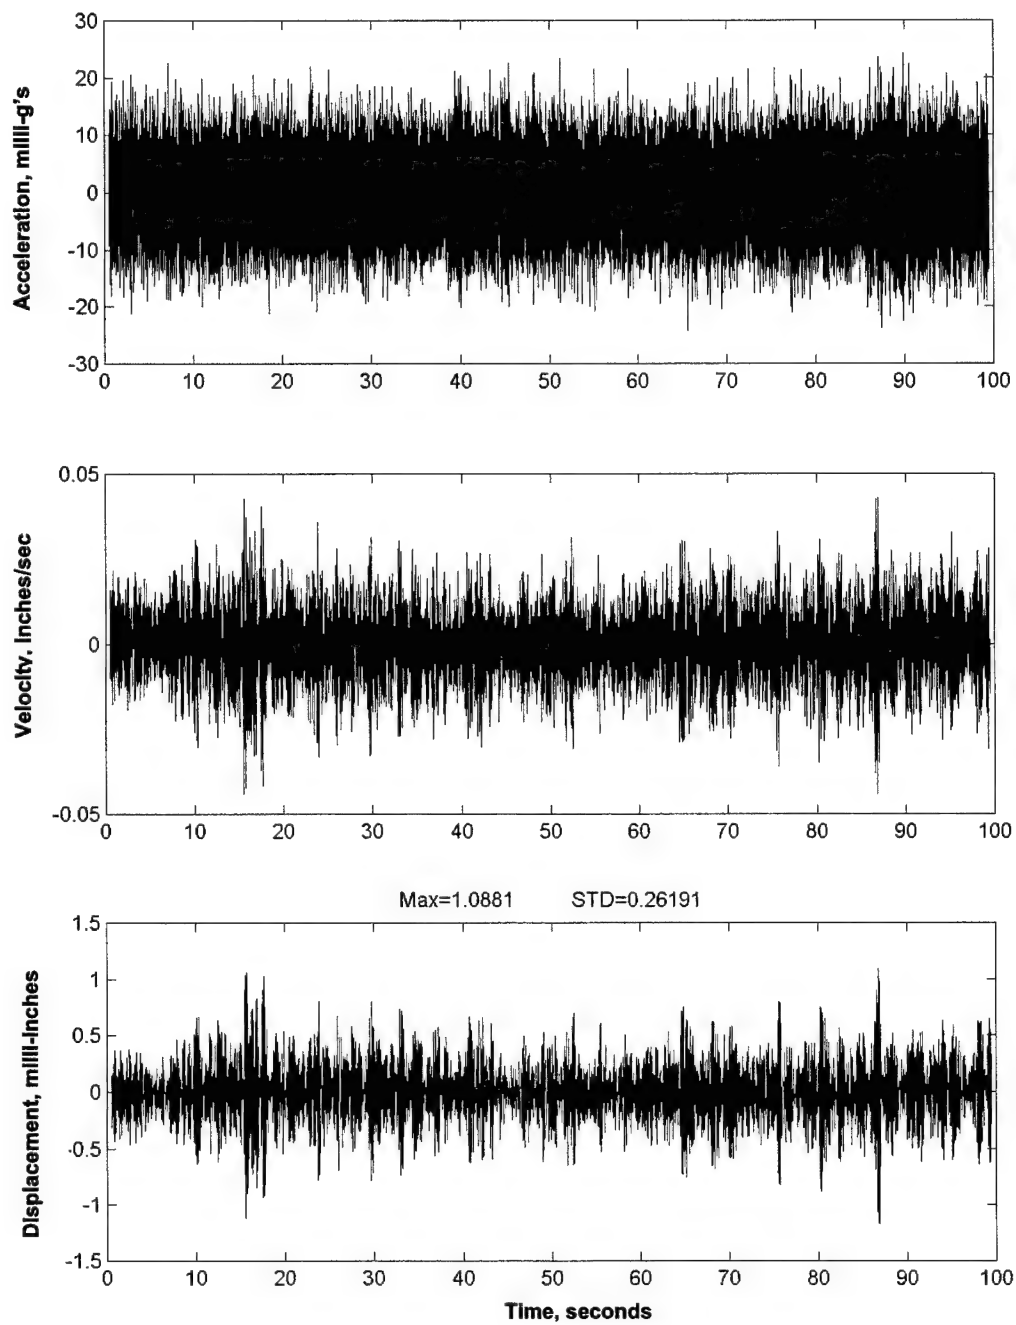 Acceleration, milli-g's
30
20
10
0
-10
-20
-30
0 10 20 30 40 50 60 70 80 90 100
Velocity. Inches/sec
0.05
0
-0.05
0 10 20 30 40 50 60 70 80 90 100
Max=1.0881 STD=0.26191
Displacement, milli-Inches
1.5
1
0.5
0
-0.5
-1
-1.5
0 10 20 30 40 50 60 70 80 90 100
Time, seconds